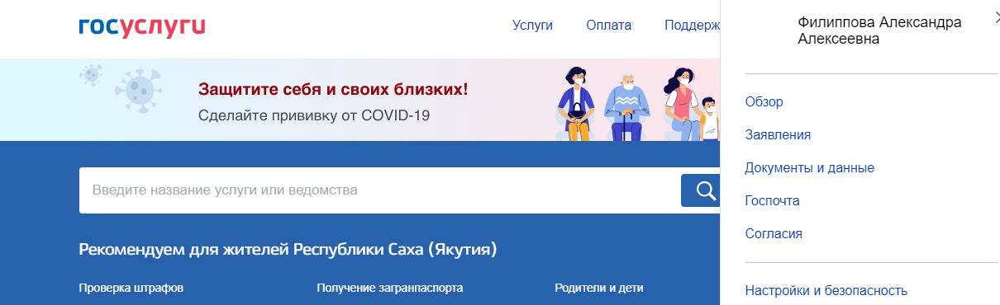 госуслуги
Услуги
Оплата
Поддерж
Защитите себя и своих близких!
Сделайте прививку от COVID-19
Введите название услуги или ведомства
Рекомендуем для жителей Республики Саха (Якутия)
Проверка штрафов
Получение загранпаспорта
Родители и дети
Филиппова Александра
Алексеевна
Обзор
Заявления
Документы и данные
Госпочта
Согласия
Настройки и безопасность